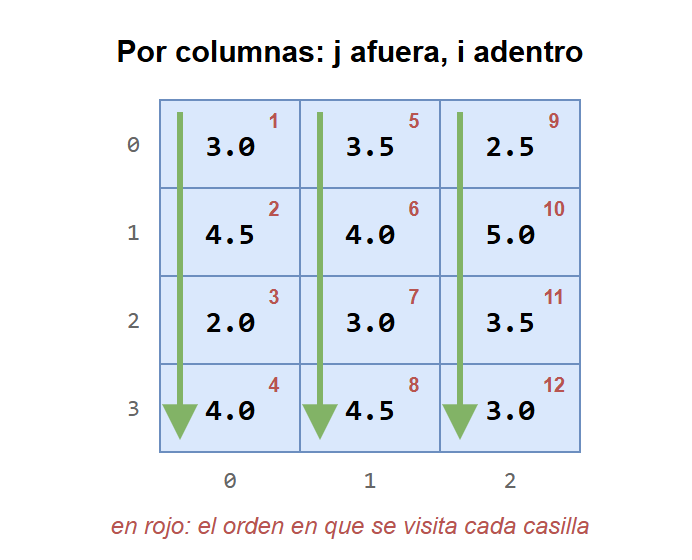 Por columnas: j afuera, i adentro
1 5 9
0 3.0 3.5 2.5
2 6 10
1 4.5 4.0 5.0
3 7 11
2 2.0 3.0 3.5
4 8 12
3 4.0 4.5 3.0
0 1 2
en rojo: el orden en que se visita cada casilla